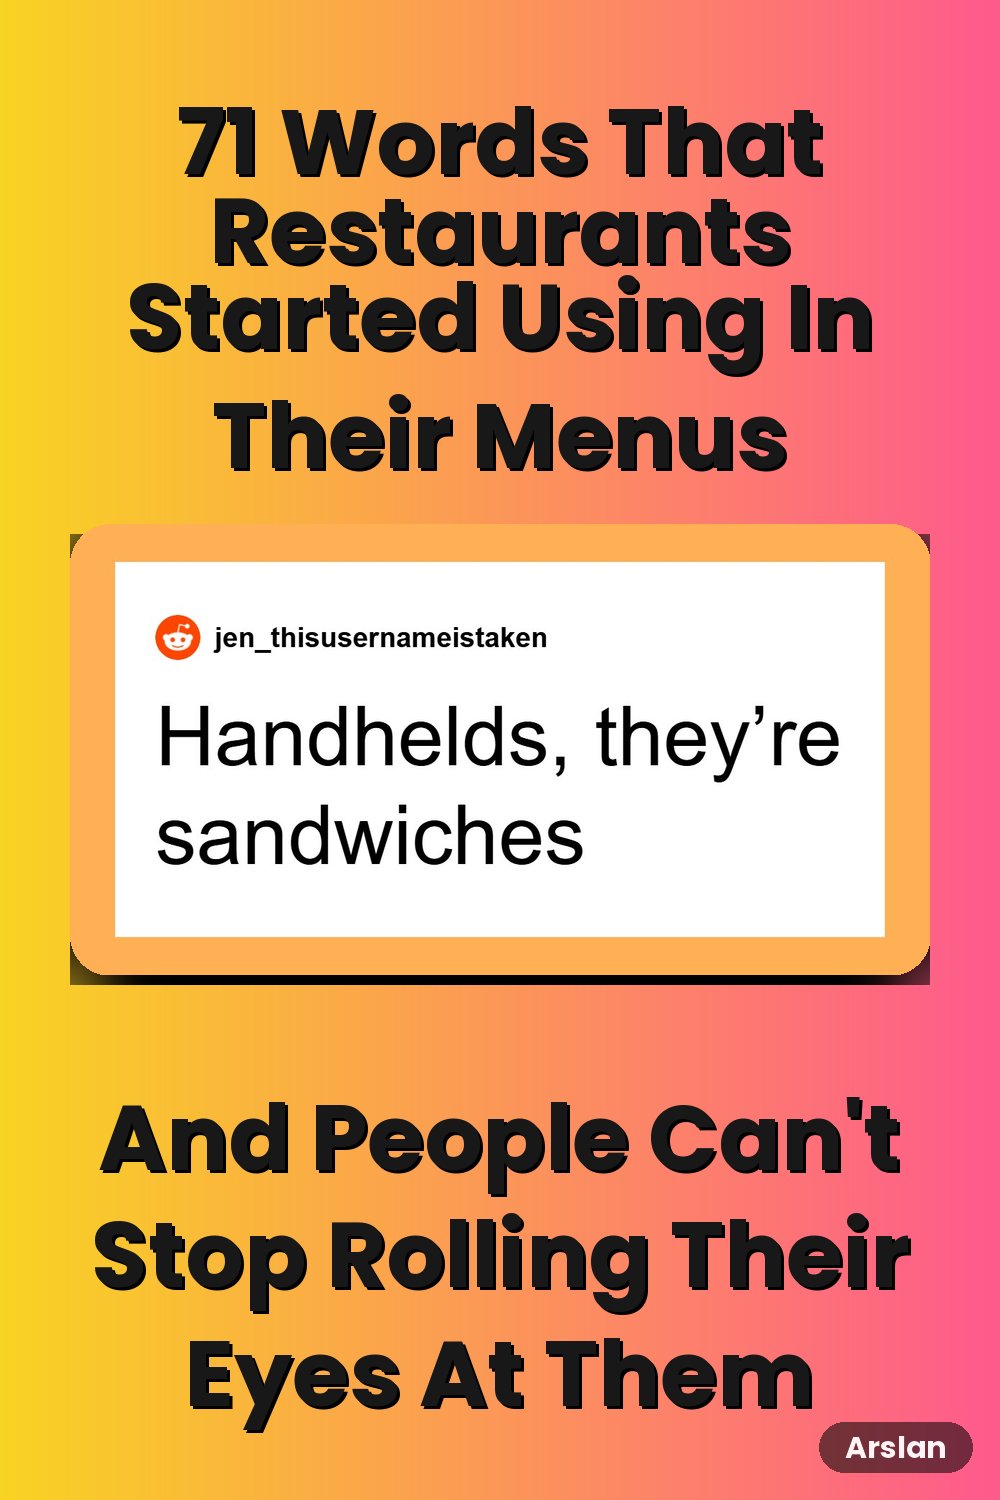 71 Words That
Restaurants
Started Using In
Their Menus
jen_thisusernameistaken
Handhelds, they’re
sandwiches
And People Can't
Stop Rolling Their
Eyes At Them
Arslan